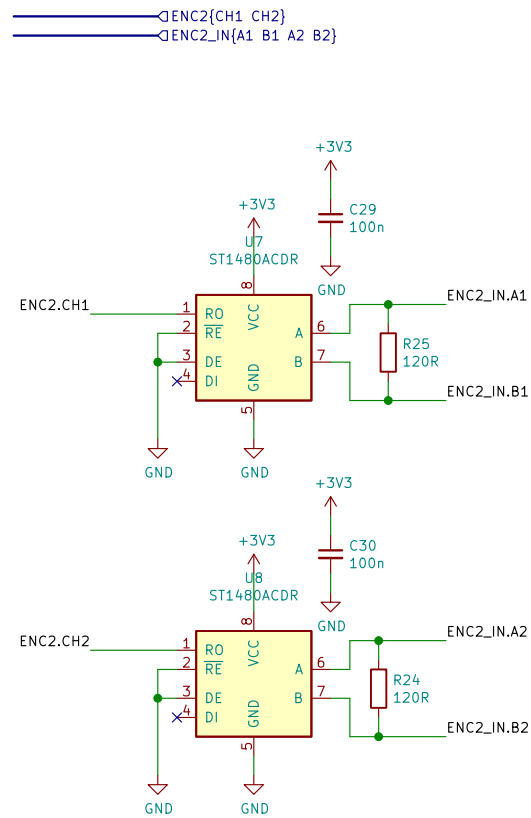 ENC2{CH1 CH2}
ENC2_IN{A1 B1 A2 B2}
+3V3
C29
100n
GND
+3V3
U7
ST1480ACDR
8
VCC
ENC2.CH1
1
RO
2
RE
3
DE
4
DI
GND
5
A
6
B
7
ENC2_IN.A1
R25
120R
ENC2_IN.B1
GND
GND
+3V3
C30
100n
GND
+3V3
U8
ST1480ACDR
8
VCC
ENC2.CH2
1
RO
2
RE
3
DE
4
DI
GND
5
A
6
B
7
ENC2_IN.A2
R24
120R
ENC2_IN.B2
GND
GND